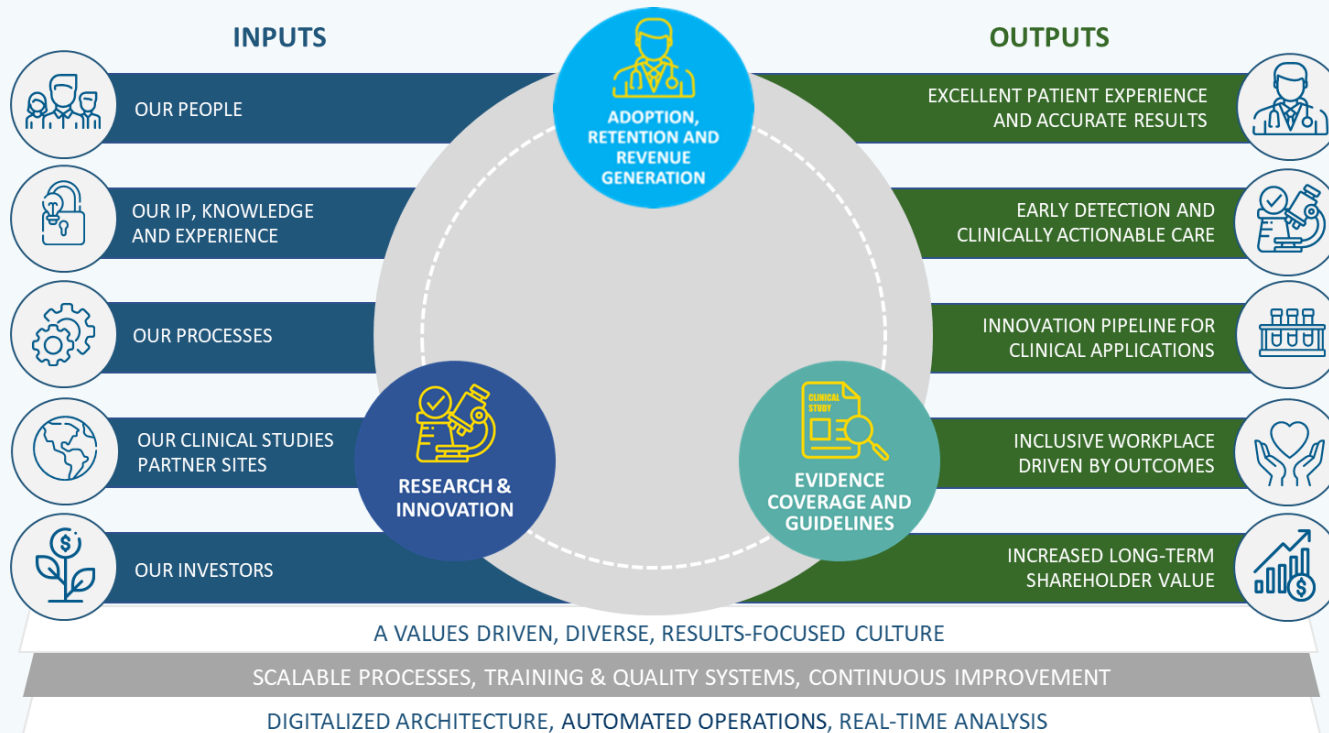 INPUTS
OUTPUTS
OUR PEOPLE
OUR IP, KNOWLEDGE
AND EXPERIENCE
OUR PROCESSES
OUR CLINICAL STUDIES
PARTNER SITES
OUR INVESTORS
ADOPTION,
RETENTION AND
REVENUE
GENERATION
RESEARCH &
INNOVATION
CLINICAL
STUDY
EVIDENCE
COVERAGE AND
GUIDELINES
EXCELLENT PATIENT EXPERIENCE
AND ACCURATE RESULTS
EARLY DETECTION AND
CLINICALLY ACTIONABLE CARE
INNOVATION PIPELINE FOR
CLINICAL APPLICATIONS
INCLUSIVE WORKPLACE
DRIVEN BY OUTCOMES
INCREASED LONG-TERM
SHAREHOLDER VALUE
$
$
A VALUES DRIVEN, DIVERSE, RESULTS-FOCUSED CULTURE
SCALABLE PROCESSES, TRAINING & QUALITY SYSTEMS, CONTINUOUS IMPROVEMENT
DIGITALIZED ARCHITECTURE, AUTOMATED OPERATIONS, REAL-TIME ANALYSIS